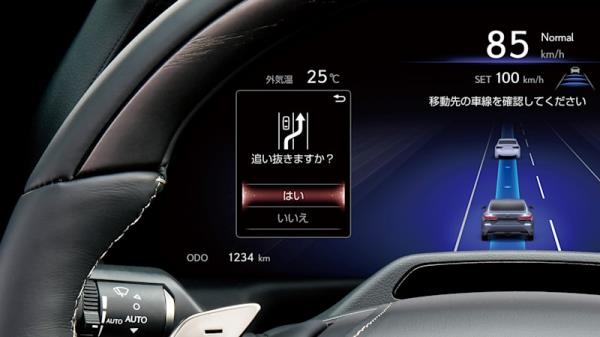 85 Normal
km/h
外気温 25℃
SET 100 km/h
移動先の車線を確認してください
追い抜きますか？
はい
いいえ
ODO 1234 km
AUTO AUTO